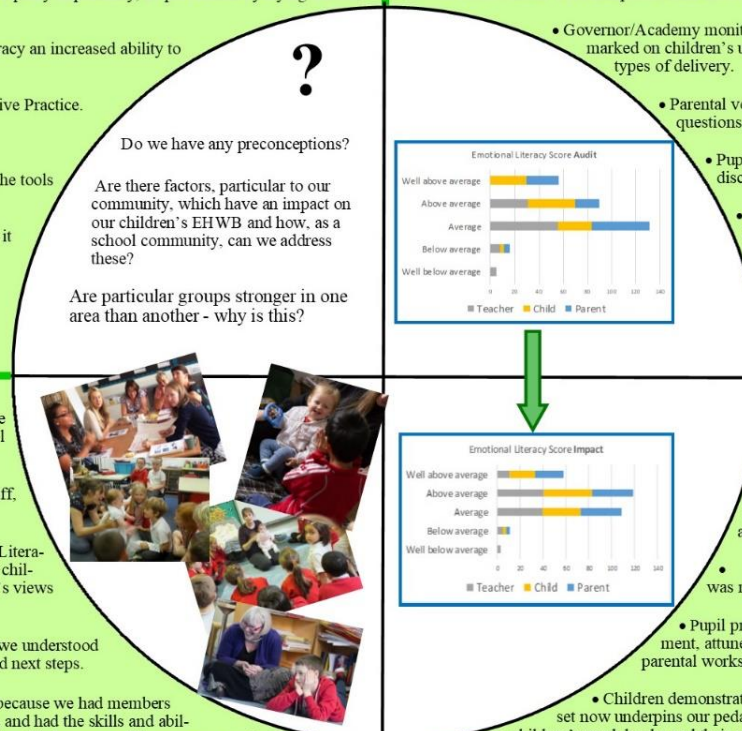 racy an increased ability to
ive Practice.
he tools
it
?
Do we have any preconceptions?
Are there factors, particular to our
community, which have an impact on
our children's EHWB and how, as a
school community, can we address
these?
Are particular groups stronger in one
area than another - why is this?
• Governor/Academy monit
marked on children's u
types of delivery.
• Parental v
questions
• Pup
disc
Emotional Literacy Score Audit
Well above average
Above average
Average
Below average
Well below average
0 20 40 60 80 100 120 140
Teacher Child Parent
e
l
ff,
Litera-
chil-
's views
we understood
d next steps.
because we had members
and had the skills and abil-
Emotional Literacy Score Impact
Well above average
Above average
Average
Below average
Well below average
0 20 40 60 80 100 120 140
Teacher Child Parent
a
•
was
• Pupil pr
ment, attune
parental works
• Children demonstrat
set now underpins our peda